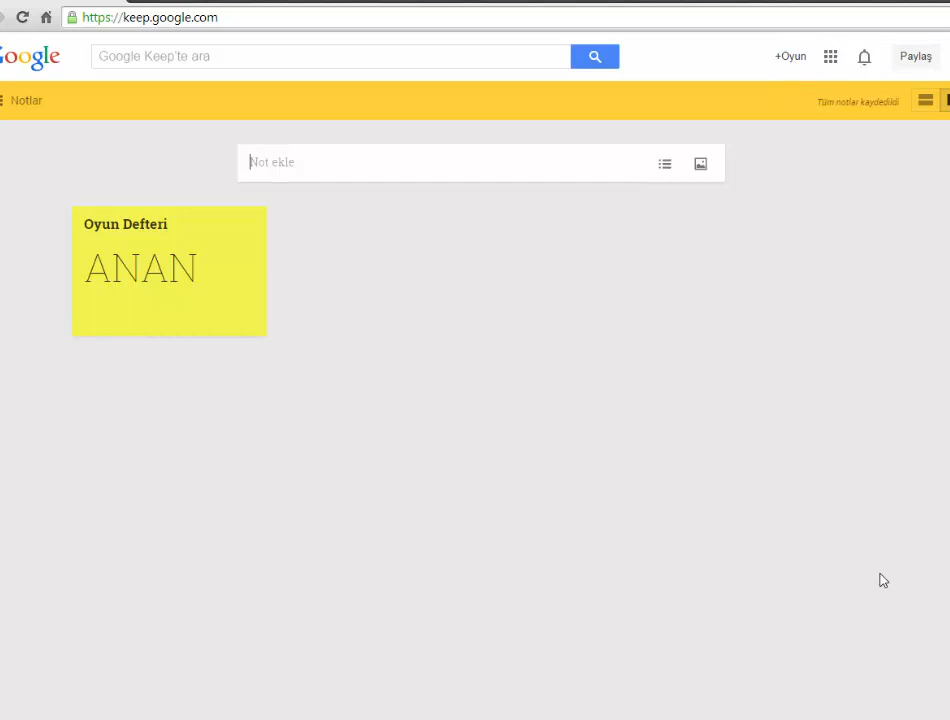 https://keep.google.com
Google
Google Keep'te ara
+Oyun
Paylaş
Notlar
Tüm notlar kaydedildi
Not ekle
Oyun Defteri
ANAN